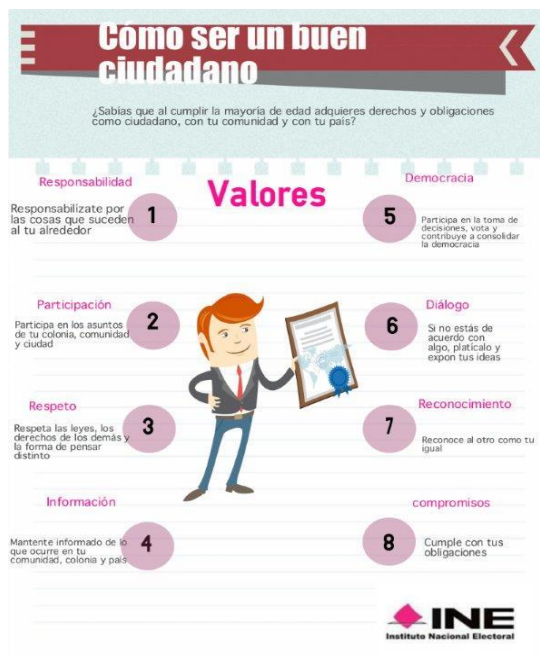 Cómo ser un buen
ciudadano
¿Sabías que al cumplir la mayoría de edad adquieres derechos y obligaciones
como ciudadano, con tu comunidad y con tu país?
Valores
Responsabilidad
1
Responsabilízate por
las cosas que suceden
al tu alrededor
Participación
2
Participa en los asuntos
de tu colonia, comunidad
y ciudad
Respeto
3
Respeta las leyes, los
derechos de los demás y
la forma de pensar
distinto
Información
4
Mantente informado de lo
que ocurre en tu
comunidad, colonia y país
Democracia
5
Participa en la toma de
decisiones, vota y
contribuye a consolidar
la democracia
Diálogo
6
Si no estás de
acuerdo con
algo, platícalo y
expon tus ideas
Reconocimiento
7
Reconoce al otro como tu
igual
compromisos
8
Cumple con tus
obligaciones
INE
Instituto Nacional Electoral